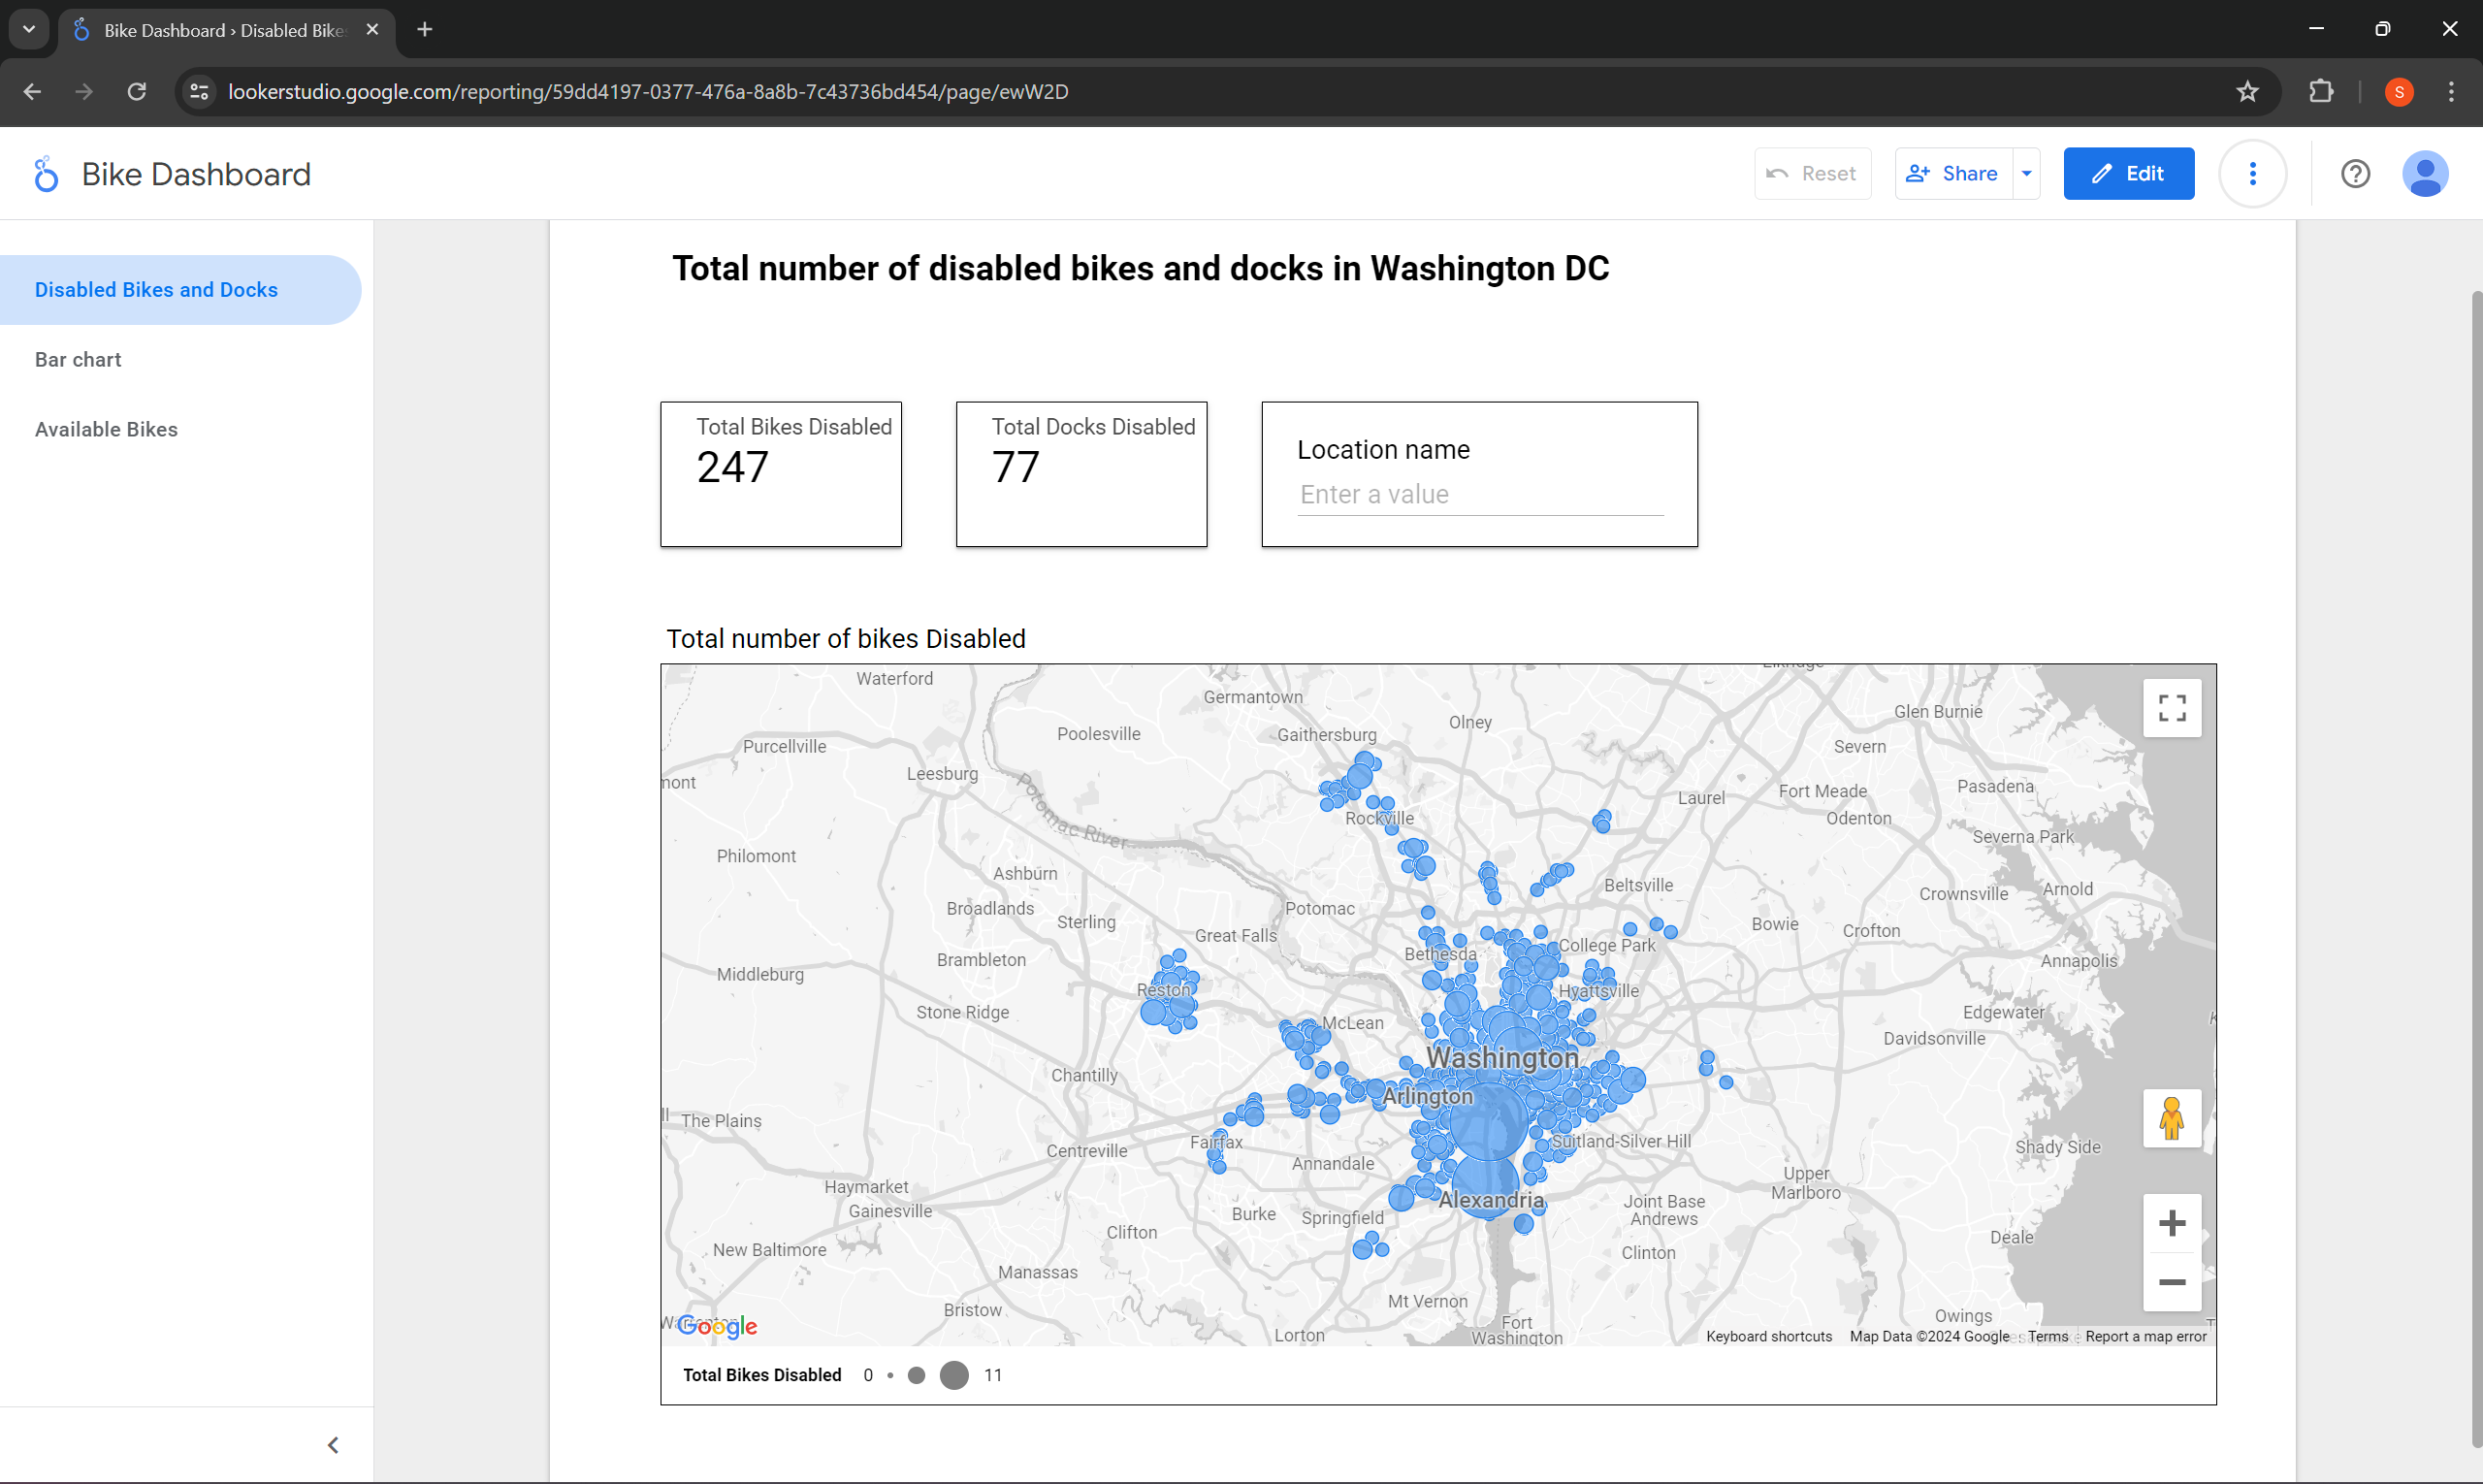 Bike Dashboard › Disabled Bike
lookerstudio.google.com/reporting/59dd4197-0377-476a-8a8b-7c43736bd454/page/ewW2D
S
Bike Dashboard
Reset
Share
Edit
Disabled Bikes and Docks
Bar chart
Available Bikes
Total number of disabled bikes and docks in Washington DC
Total Bikes Disabled
247
Total Docks Disabled
77
Location name
Enter a value
Total number of bikes Disabled
Waterford
Germantown
Glen Burnie
Olney
Poolesville
Gaithersburg
Purcellville
Severn
Leesburg
mont
Pasadena
Potomac River
Laurel
Fort Meade
Rockville
Odenton
Severna Park
Philomont
Ashburn
Beltsville
Arnold
Crownsville
Broadlands
Sterling
Potomac
Bowie
Crofton
Great Falls
College Park
Bethesda
Brambleton
Annapolis
Middleburg
Reston
Hyattsville
Stone Ridge
McLean
Edgewater
Davidsonville
Washington
Chantilly
Arlington
The Plains
Fairfax
Suitland-Silver Hill
Centreville
Shady Side
Annandale
Upper
Marlboro
Haymarket
Gainesville
Alexandria
Joint Base
Andrews
Burke
Springfield
Clifton
Deale
New Baltimore
Clinton
Manassas
Mt Vernon
Bristow
Owings
Fort
Washington
Lorton
Google
Keyboard shortcuts
Map Data ©2024 Google
Terms
Report a map error
Total Bikes Disabled 0 11